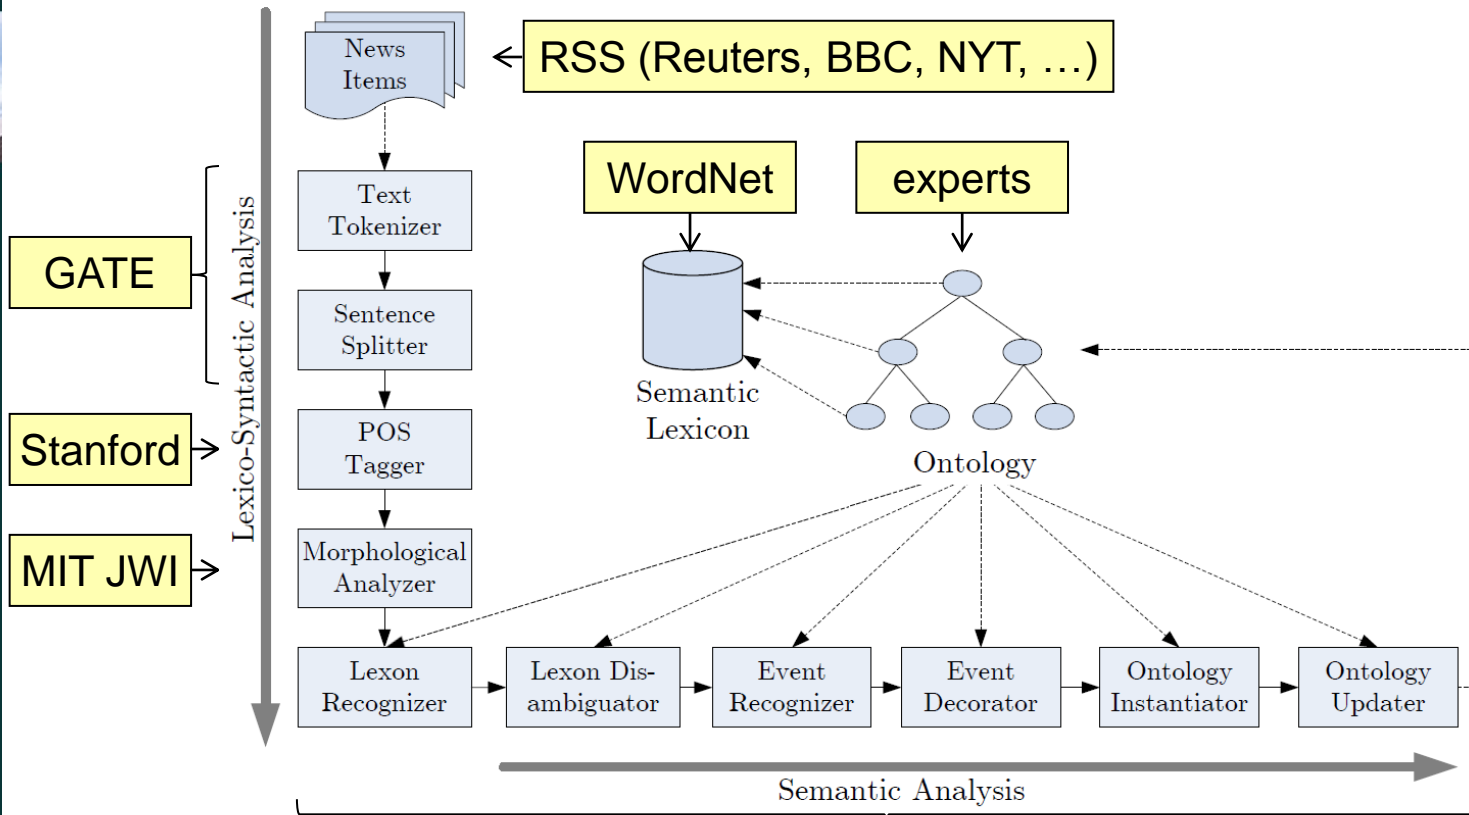 News
Items
RSS (Reuters, BBC, NYT, …)
WordNet
experts
Text
Tokenizer
GATE
Lexico-Syntactic Analysis
Sentence
Splitter
Semantic
Lexicon
POS
Tagger
Stanford
Ontology
Morphological
Analyzer
MIT JWI
Lexon
Recognizer
Lexon Dis-
ambiguator
Event
Recognizer
Event
Decorator
Ontology
Instantiator
Ontology
Updater
Semantic Analysis